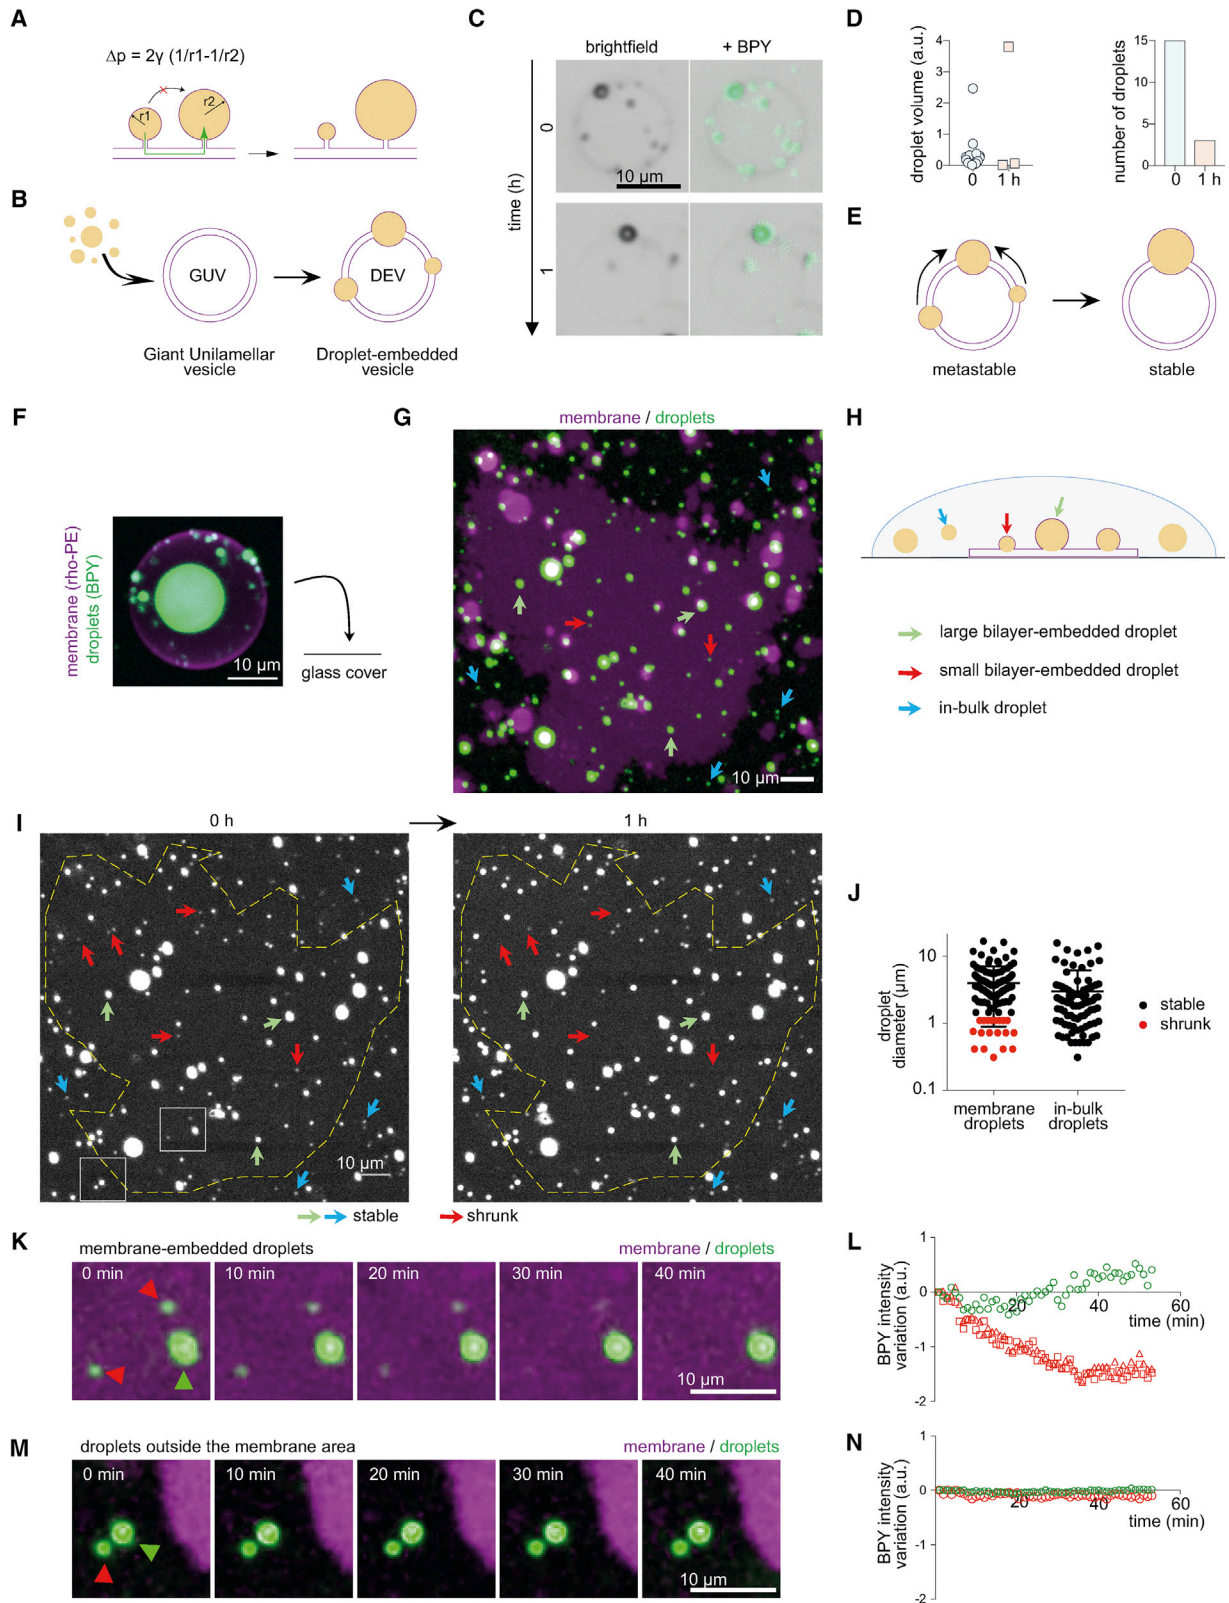 A
Δp = 2γ (1/r1-1/r2)
r1
r2
B
GUV
DEV
Giant Unilamellar
vesicle
Droplet-embedded
vesicle
C
brightfield
+ BPY
time (h)
0
1
10 µm
D
droplet volume (a.u.)
4
3
2
1
0
0
1 h
number of droplets
15
10
5
0
0
1 h
E
metastable
stable
F
membrane (rho-PE)
droplets (BPY)
10 µm
glass cover
G
membrane / droplets
10 µm
H
large bilayer-embedded droplet
small bilayer-embedded droplet
in-bulk droplet
I
0 h
1 h
10 µm
stable
shrunk
J
droplet
diameter (µm)
10
1
0.1
membrane
droplets
in-bulk
droplets
stable
shrunk
K
membrane-embedded droplets
membrane / droplets
0 min
10 min
20 min
30 min
40 min
10 µm
L
BPY intensity
variation (a.u.)
1
0
-1
-2
20
40
60
time (min)
M
droplets outside the membrane area
membrane / droplets
0 min
10 min
20 min
30 min
40 min
10 µm
N
BPY intensity
variation (a.u.)
1
0
-1
-2
20
40
60
time (min)